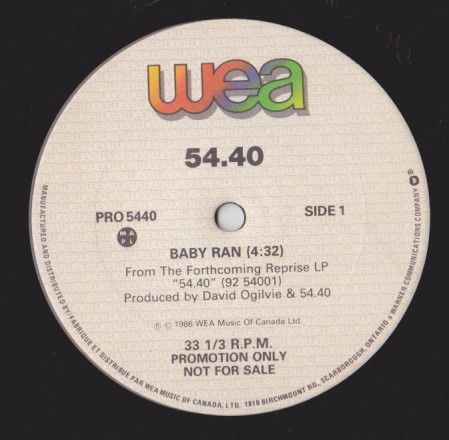 wea
54.40
PRO 5440
SIDE 1
MAPL
BABY RAN (4:32)
From The Forthcoming Reprise LP
"54.40" (92 54001)
Produced by David Ogilvie & 54.40
℗ © 1986 WEA Music Of Canada Ltd.
33 1/3 R.P.M.
PROMOTION ONLY
NOT FOR SALE
MANUFACTURED AND DISTRIBUTED BY/FABRIQUE ET DISTRIBUE PAR WEA MUSIC OF CANADA, LTD. 1810 BIRCHMOUNT RD., SCARBOROUGH, ONTARIO A WARNER COMMUNICATIONS COMPANY